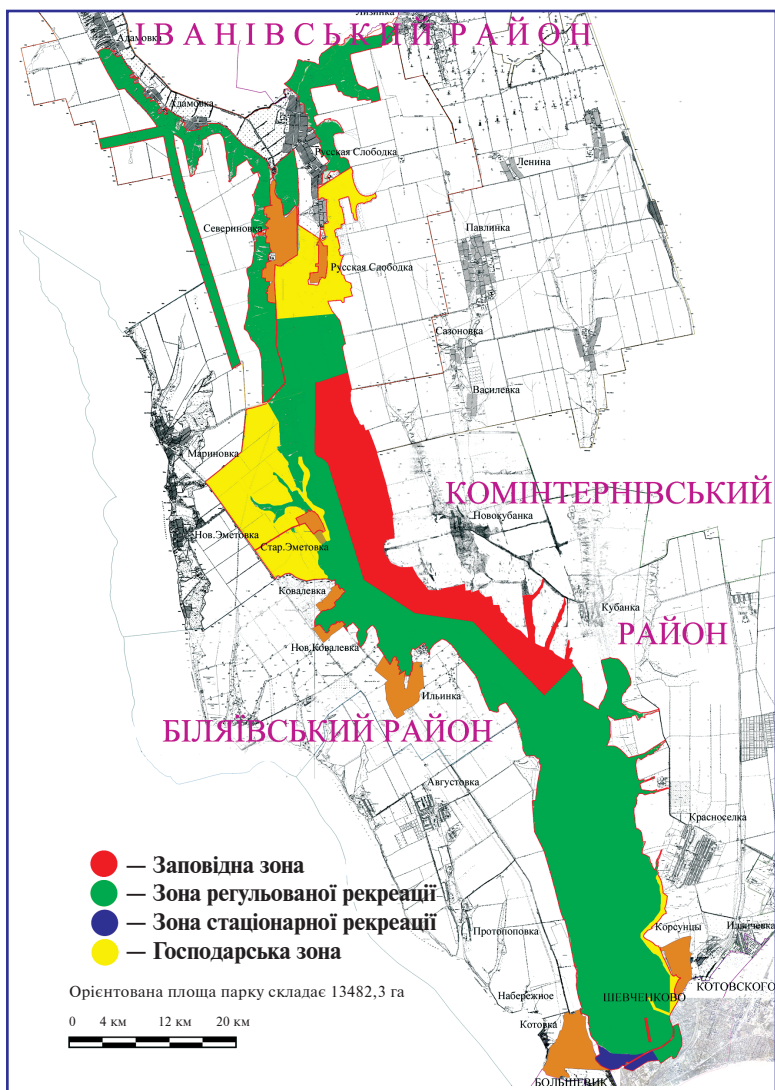 Лизинка
ІВАНІВСЬКИЙ РАЙОН
Адамовка
Адамовка
Русская Слободка
Ленина
Севериновка
Павлинка
Русская Слободка
Сазоновка
Василевка
Мариновка
КОМІНТЕРНІВСЬКИЙ
Новокубанка
Нов.Эметовка
Стар.Эметовка
Ковалевка
Кубанка
РАЙОН
Нов.Ковалевка
Ильинка
БІЛЯЇВСЬКИЙ РАЙОН
Августовка
Красноселка
— Заповідна зона
— Зона регульованої рекреації
— Зона стаціонарної рекреації
— Господарська зона
Протопоповка
Корсунцы
КОТОВСКОГО
Орієнтована площа парку складає 13482,3 га
Набережное
ШЕВЧЕНКОВО
0 4 км 12 км 20 км
Котовка
БОЛЬШЕВИК